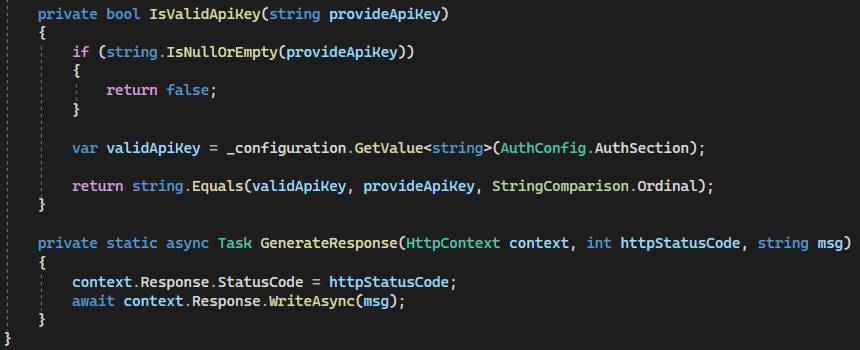 private bool IsValidApiKey(string provideApiKey)
{
if (string.IsNullOrEmpty(provideApiKey))
{
return false;
}
var validApiKey = _configuration.GetValue<string>(AuthConfig.AuthSection);
return string.Equals(validApiKey, provideApiKey, StringComparison.Ordinal);
}
private static async Task GenerateResponse(HttpContext context, int httpStatusCode, string msg)
{
context.Response.StatusCode = httpStatusCode;
await context.Response.WriteAsync(msg);
}
}